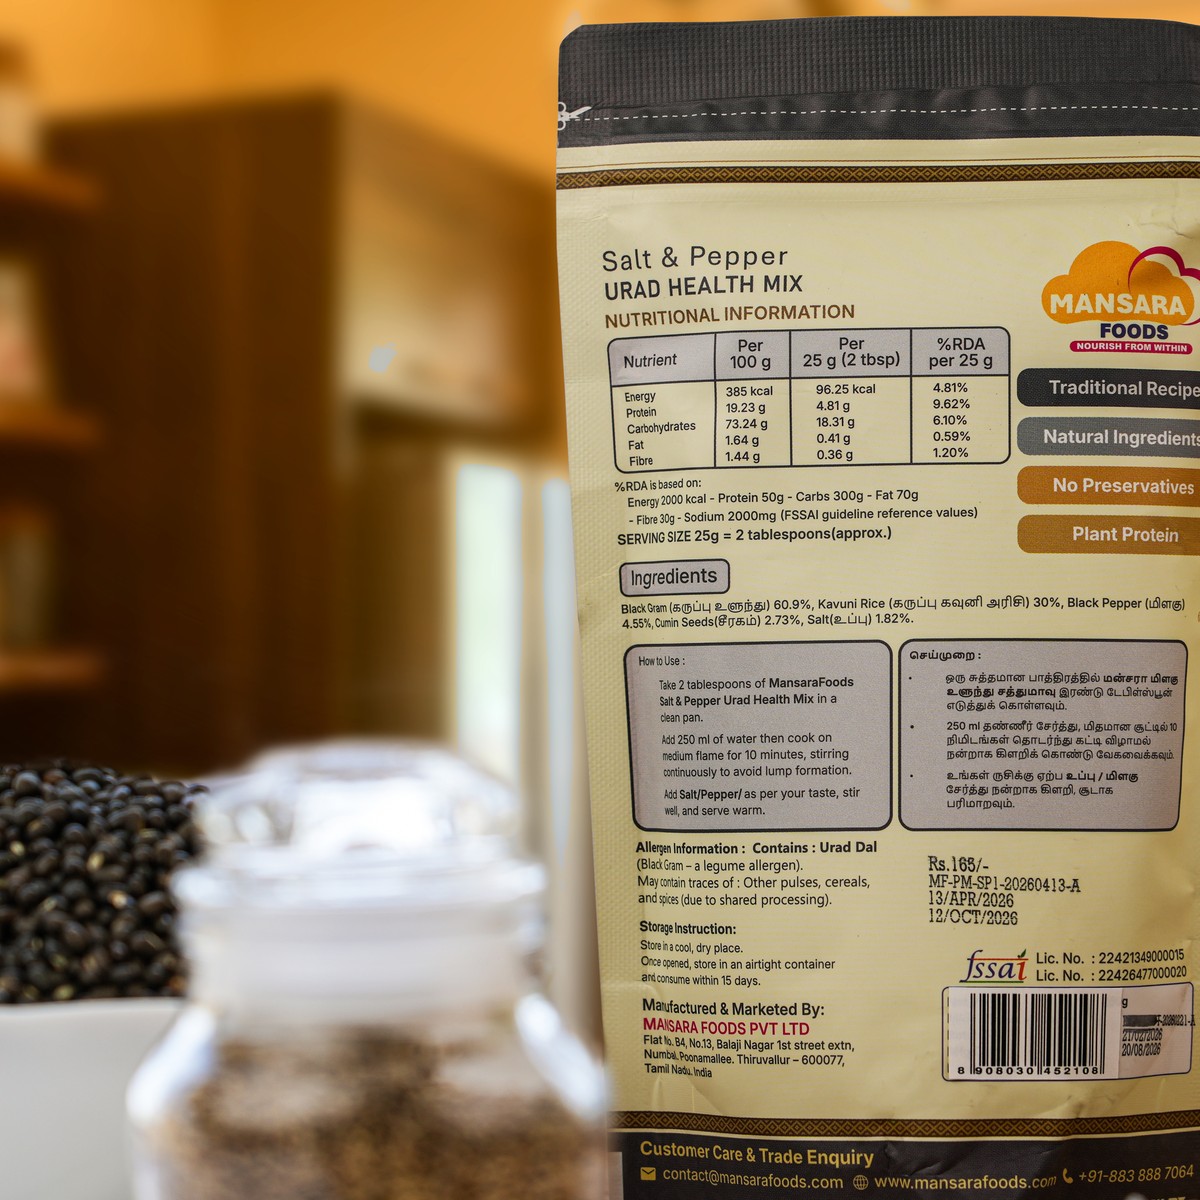 Salt & Pepper
URAD HEALTH MIX
NUTRITIONAL INFORMATION
Nutrient Per 100 g Per 25 g (2 tbsp) %RDA per 25 g
Energy 385 kcal 96.25 kcal 4.81%
Protein 19.23 g 4.81 g 9.62%
Carbohydrates 73.24 g 18.31 g 6.10%
Fat 1.64 g 0.41 g 0.59%
Fibre 1.44 g 0.36 g 1.20%
%RDA is based on:
Energy 2000 kcal - Protein 50g - Carbs 300g - Fat 70g
- Fibre 30g - Sodium 2000mg (FSSAI guideline reference values)
SERVING SIZE 25g = 2 tablespoons(approx.)
MANSARA
FOODS
NOURISH FROM WITHIN
Traditional Recipe
Natural Ingredients
No Preservatives
Plant Protein
Ingredients
Black Gram (கருப்பு உளுந்து) 60.9%, Kavuni Rice (கருப்பு கவுனி அரிசி) 30%, Black Pepper (மிளகு)
4.55%, Cumin Seeds(சீரகம்) 2.73%, Salt(உப்பு) 1.82%.
How to Use :
Take 2 tablespoons of MansaraFoods
Salt & Pepper Urad Health Mix in a
clean pan.
Add 250 ml of water then cook on
medium flame for 10 minutes, stirring
continuously to avoid lump formation.
Add Salt/Pepper/ as per your taste, stir
well, and serve warm.
செய்முறை :
• ஒரு சுத்தமான பாத்திரத்தில் மன்சரா மிளகு
உளுந்து சத்துமாவு இரண்டு டேபிள்ஸ்பூன்
எடுத்துக் கொள்ளவும்.
• 250 ml தண்ணீர் சேர்த்து, மிதமான சூட்டில் 10
நிமிடங்கள் தொடர்ந்து கட்டி விழாமல்
நன்றாக கிளறிக் கொண்டு வேகவைக்கவும்.
• உங்கள் ருசிக்கு ஏற்ப உப்பு / மிளகு
சேர்த்து நன்றாக கிளறி, சூடாக
பரிமாறவும்.
Allergen Information : Contains : Urad Dal
(Black Gram – a legume allergen).
May contain traces of : Other pulses, cereals,
and spices (due to shared processing).
Storage Instruction:
Store in a cool, dry place.
Once opened, store in an airtight container
and consume within 15 days.
Manufactured & Marketed By:
MANSARA FOODS PVT LTD
Flat No. B4, No.13, Balaji Nagar 1st street extn,
Numbal, Poonamallee. Thiruvallur – 600077,
Tamil Nadu. India
Rs.165/-
MF-PM-SP1-20260413-A
13/APR/2026
12/OCT/2026
fssai
Lic. No. : 22421349000015
Lic. No. : 22426477000020
g
21/02/2026
20/08/2026
8 908030 452108
Customer Care & Trade Enquiry
contact@mansarafoods.com www.mansarafoods.com +91-883 888 7064